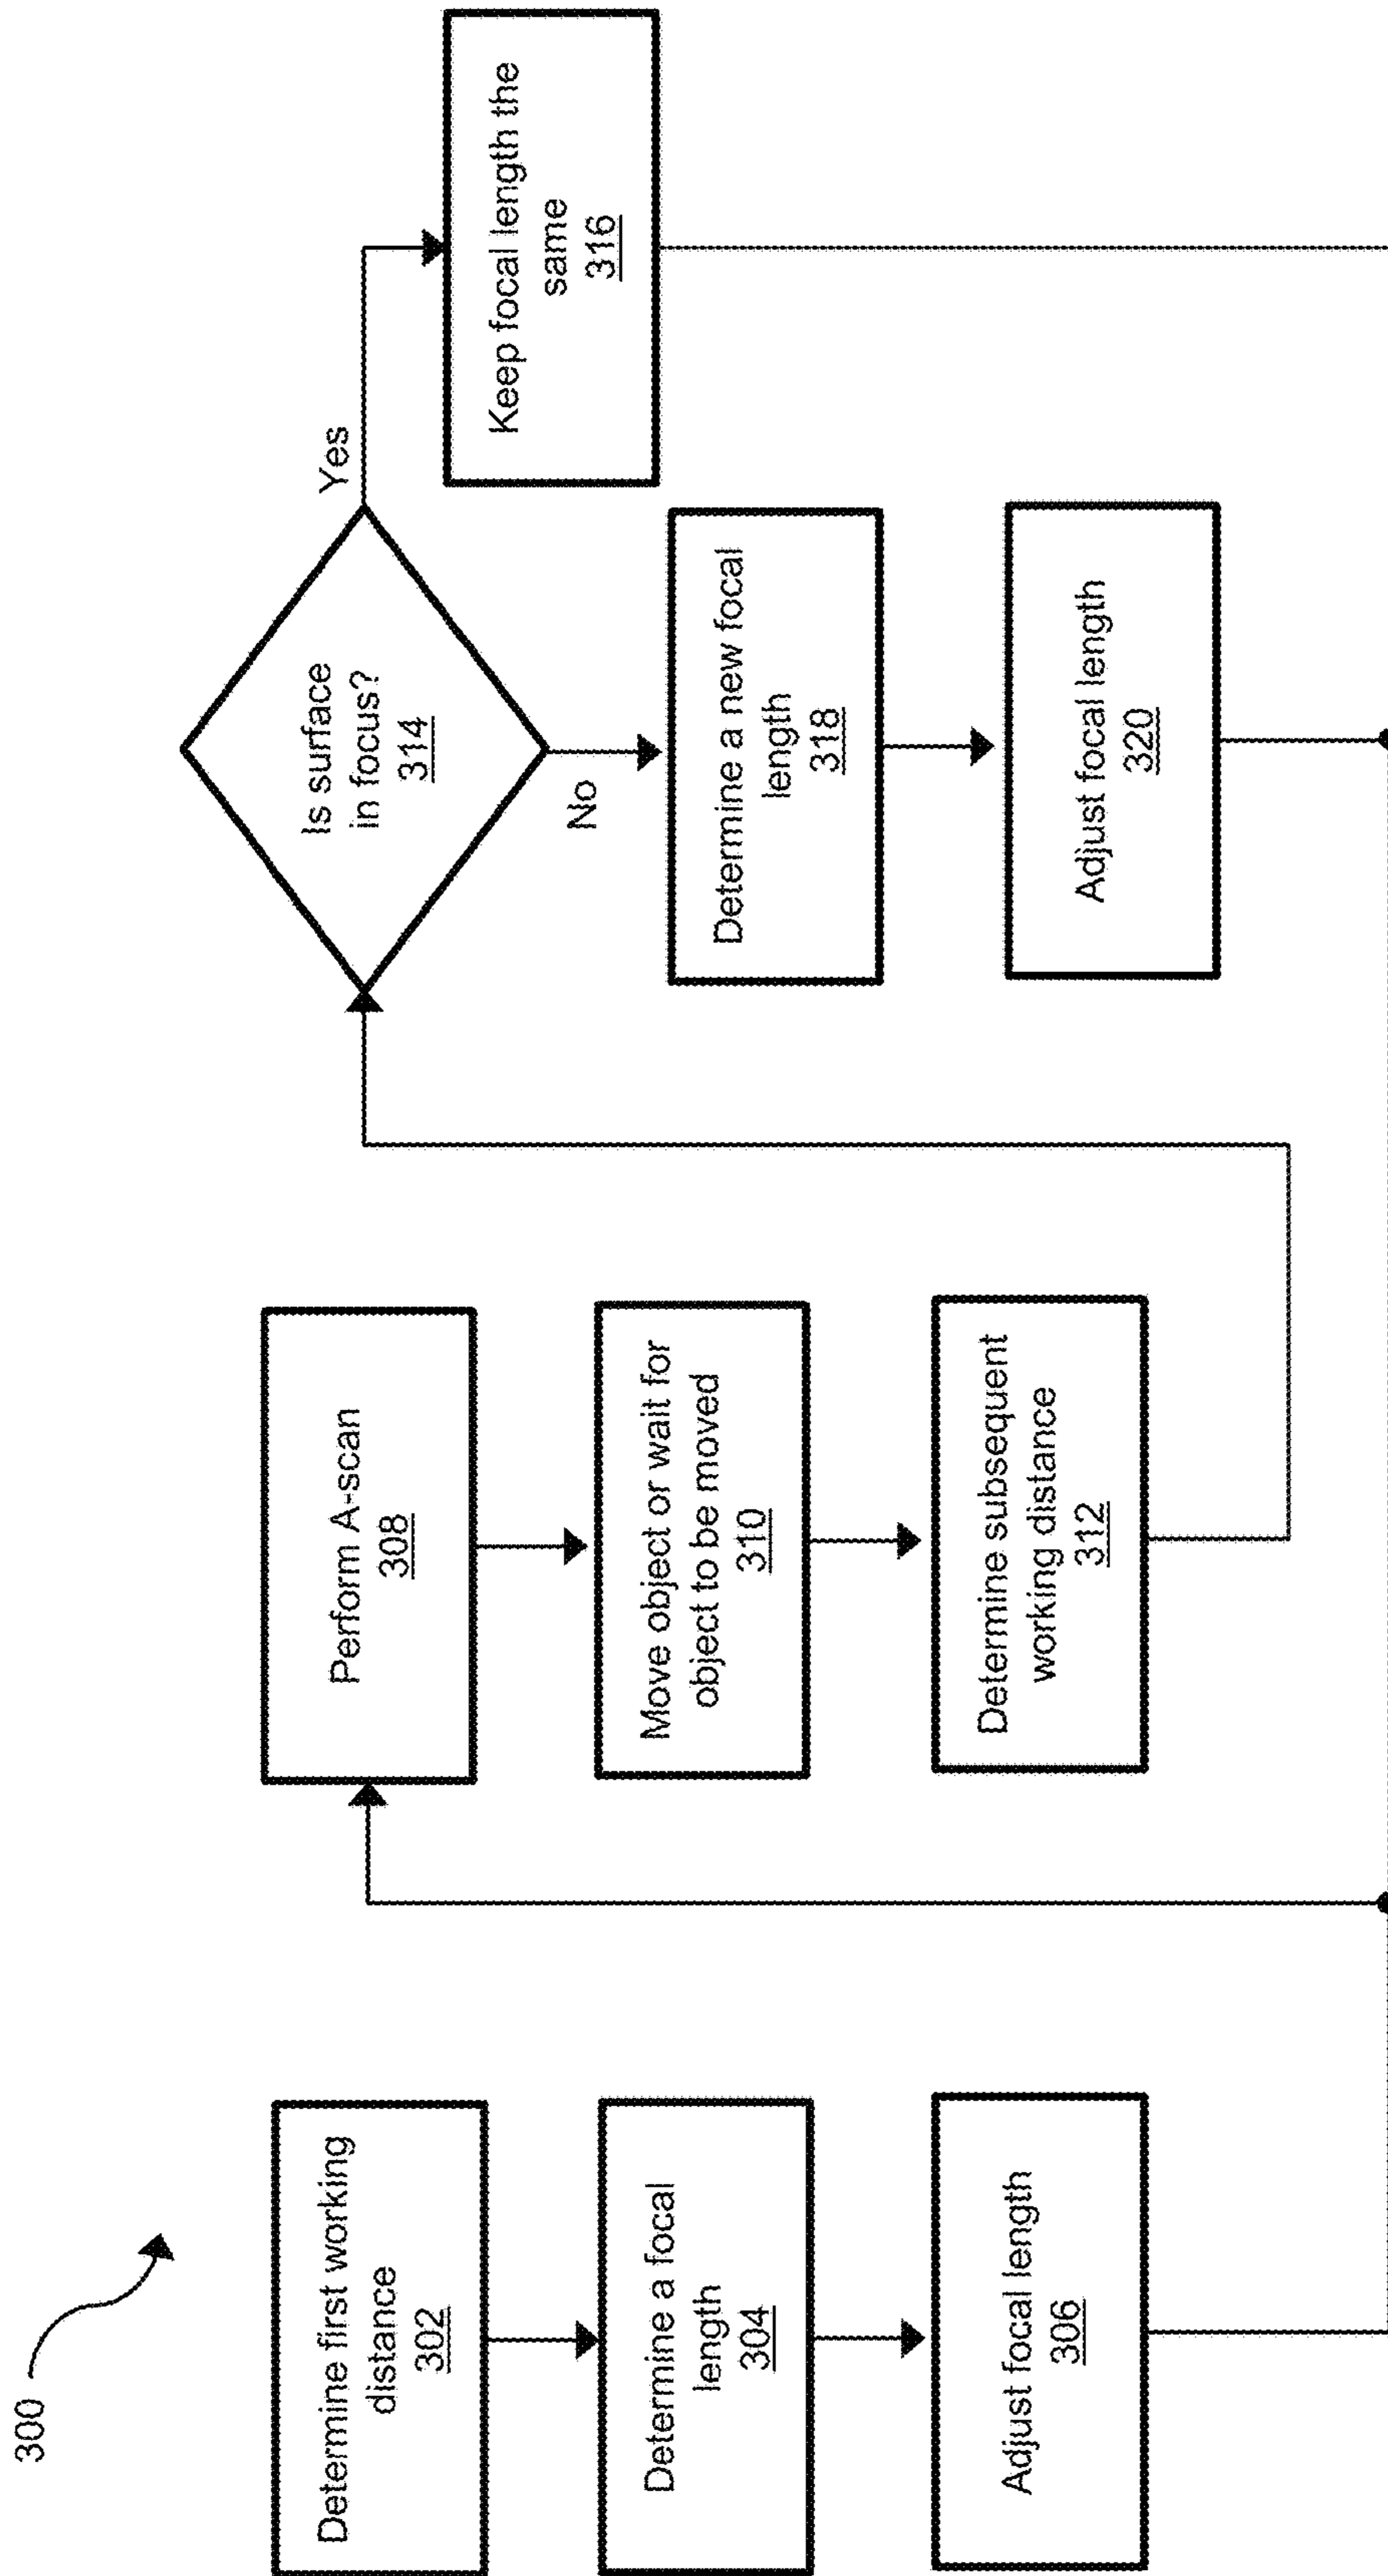 300
Determine first working
distance
302
Determine a focal
length
304
Adjust focal length
306
Perform A-scan
308
Move object or wait for
object to be moved
310
Determine subsequent
working distance
312
Is surface
in focus?
314
Yes
No
Keep focal length the
same
316
Determine a new focal
length
318
Adjust focal length
320